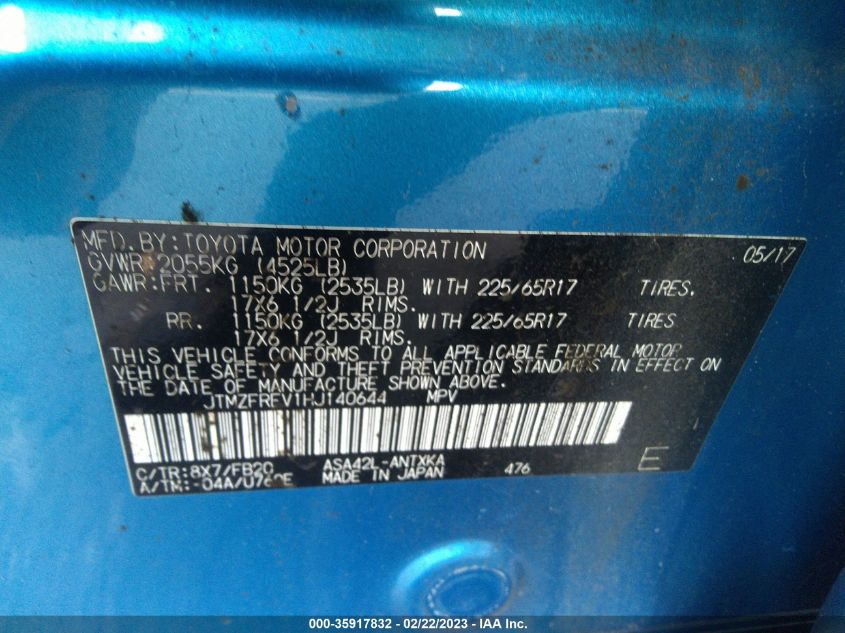 MFD. BY: TOYOTA MOTOR CORPORATION 05/17
GVWR 2055KG (4525LB)
GAWR: FRT. 1150KG (2535LB) WITH 225/65R17 TIRES.
17X6 1/2J RIMS.
RR. 1150KG (2535LB) WITH 225/65R17 TIRES
17X6 1/2J RIMS.
THIS VEHICLE CONFORMS TO ALL APPLICABLE FEDERAL MOTOR
VEHICLE SAFETY AND THEFT PREVENTION STANDARDS IN EFFECT ON
THE DATE OF MANUFACTURE SHOWN ABOVE.
JTMZFREV1HJ140644 MPV
C/TR: 8X7/FB20 ASA42L-ANTXKA 476 E
A/TM: -04A/U760E MADE IN JAPAN
000-35917832 - 02/22/2023 - IAA Inc.